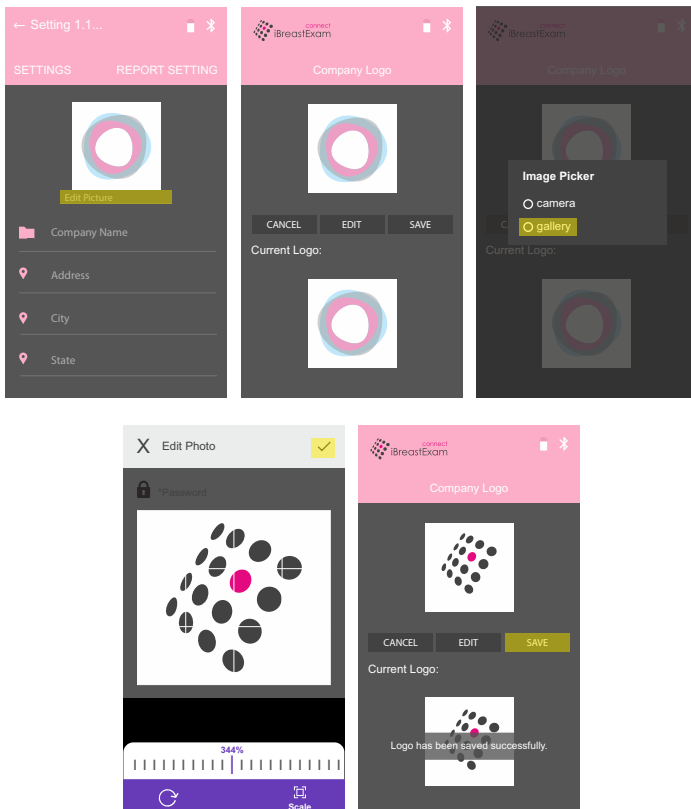 ← Setting 1.1...
SETTINGS REPORT SETTING
Edit Picture
Company Name
Address
City
State
connect
iBreastExam
Company Logo
CANCEL EDIT SAVE
Current Logo:
connect
iBreastExam
Company Logo
Image Picker
camera
gallery
C
Current Logo:
X Edit Photo
*Password
344%
Scale
connect
iBreastExam
Company Logo
CANCEL EDIT SAVE
Current Logo:
Logo has been saved successfully.